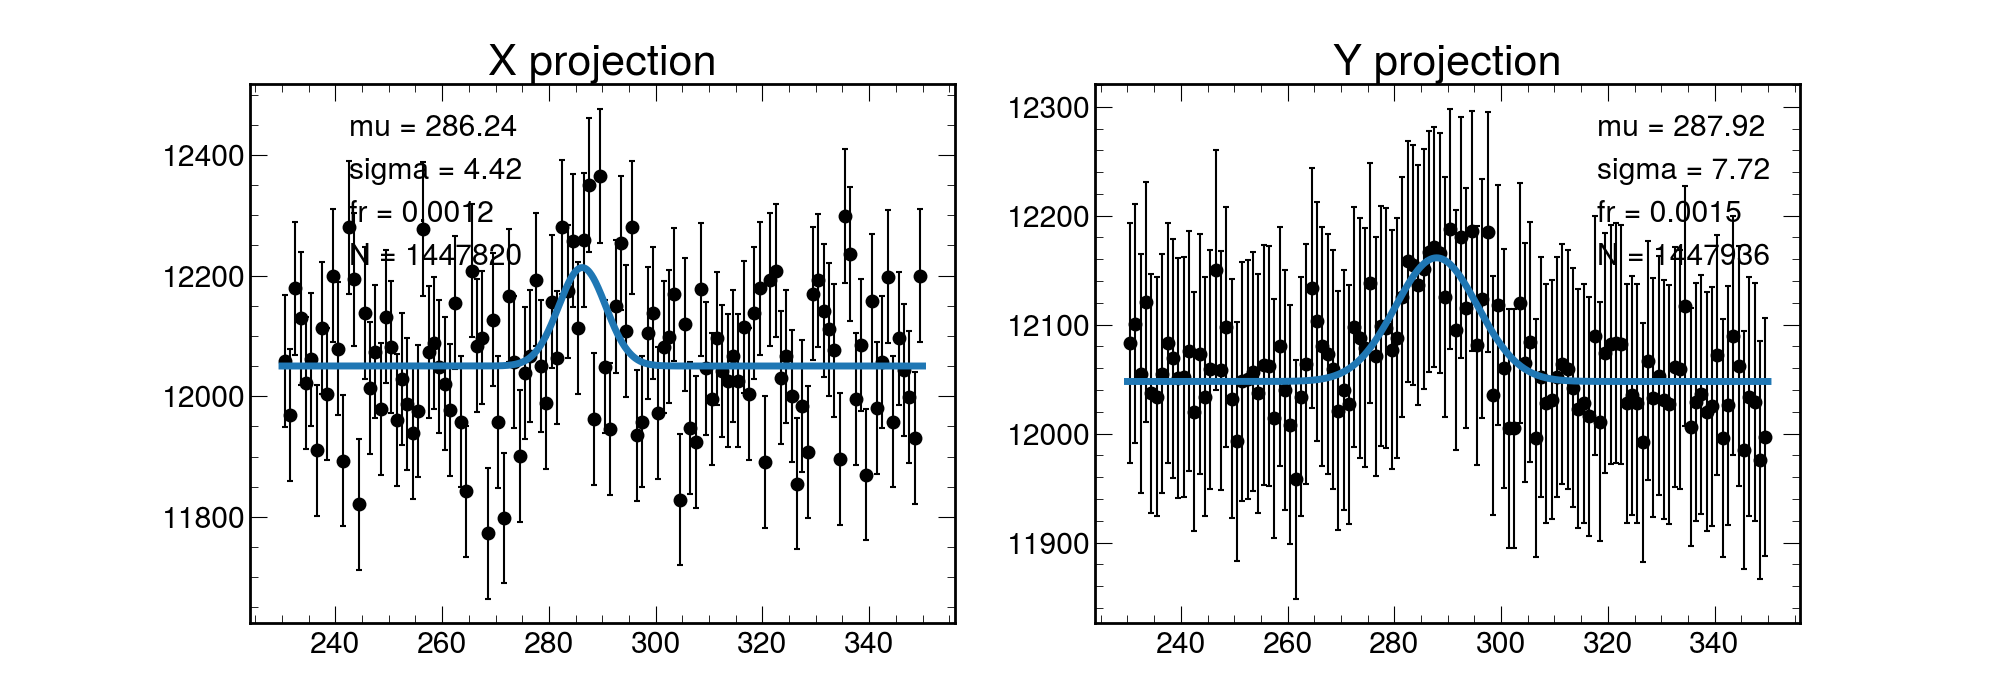 X projection
mu = 286.24
sigma = 4.42
fr = 0.0012
N = 1447820
12400
12200
12000
11800
240 260 280 300 320 340
Y projection
mu = 287.92
sigma = 7.72
fr = 0.0015
N = 1447936
12300
12200
12100
12000
11900
240 260 280 300 320 340